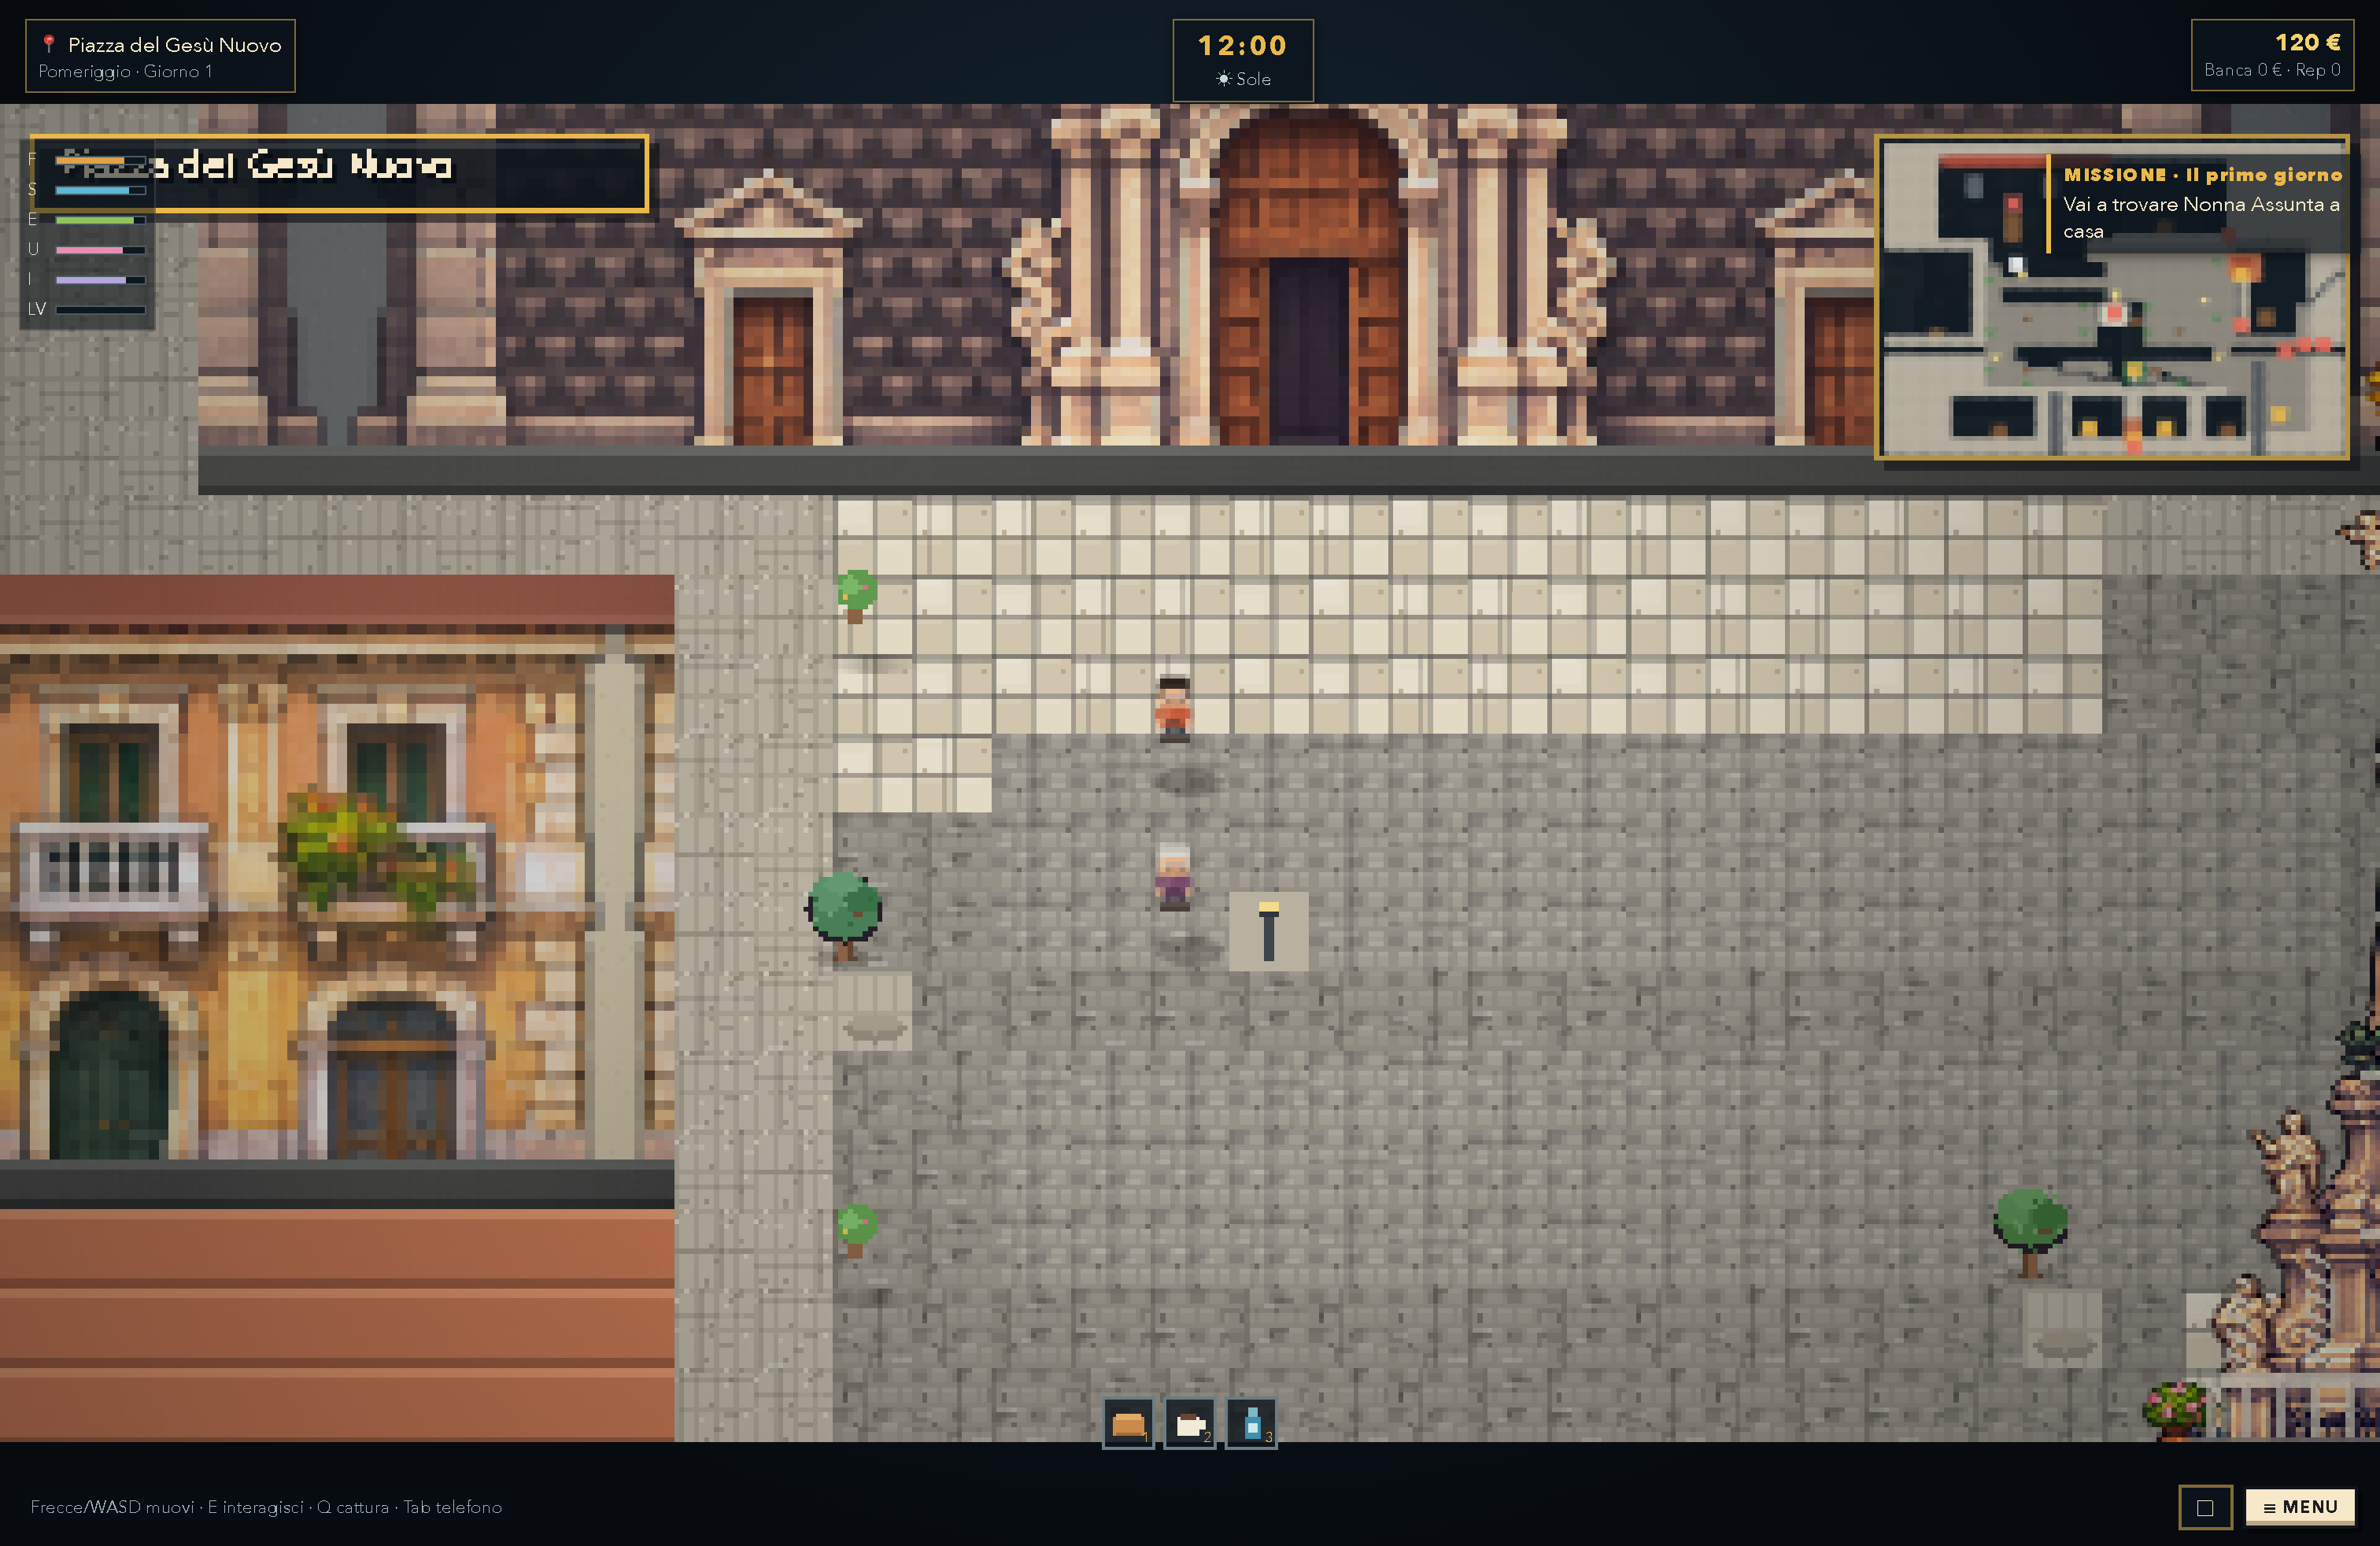 📍 Piazza del Gesù Nuovo
Pomeriggio · Giorno 1
12:00
☀ Sole
120 €
Banca 0 € · Rep 0
Piazza del Gesù Nuovo
F
S
E
U
I
LV
MISSIONE · Il primo giorno
Vai a trovare Nonna Assunta a
casa
1
2
3
Frecce/WASD muovi · E interagisci · Q cattura · Tab telefono
≡ MENU